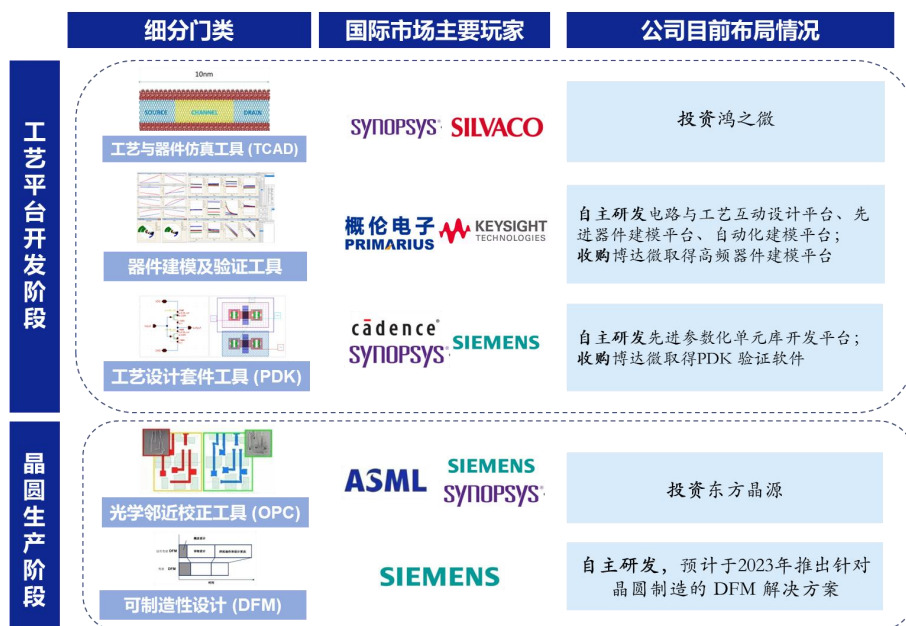 细分门类
国际市场主要玩家
公司目前布局情况
工艺平台开发阶段
10nm
SOURCE CHANNEL DRAIN
工艺与器件仿真工具 (TCAD)
SYNOPSYS® SILVACO
投资鸿之微
器件建模及验证工具
概伦电子
PRIMARIUS
KEYSIGHT
TECHNOLOGIES
自主研发电路与工艺互动设计平台、先
进器件建模平台、自动化建模平台；
收购博达微取得高频器件建模平台
工艺设计套件工具 (PDK)
cādence®
SYNOPSYS®
SIEMENS
自主研发先进参数化单元库开发平台；
收购博达微取得PDK 验证软件
晶圆生产阶段
光学邻近校正工具 (OPC)
ASML
SIEMENS
SYNOPSYS®
投资东方晶源
DFM
DFM
可制造性设计 (DFM)
SIEMENS
自主研发，预计于2023年推出针对
晶圆制造的 DFM 解决方案